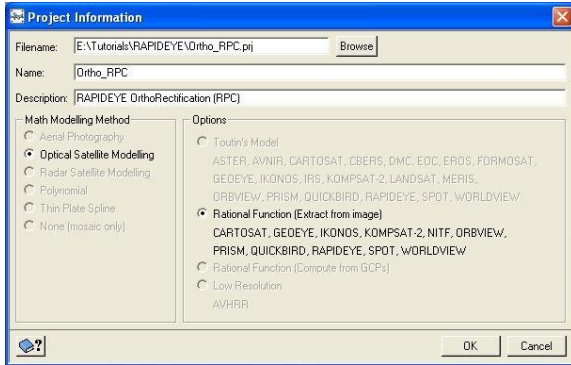 Project Information
Filename: E:\Tutorials\RAPIDEYE\Ortho_RPC.prj Browse
Name: Ortho_RPC
Description: RAPIDEYE OrthoRectification (RPC)
Math Modelling Method
Aerial Photography
Optical Satellite Modelling
Radar Satellite Modelling
Polynomial
Thin Plate Spline
None (mosaic only)
Options
Toutin's Model
ASTER, AVNIR, CARTOSAT, CBERS, DMC, EOC, EROS, FORMOSAT,
GEOEYE, IKONOS, IRS, KOMPSAT-2, LANDSAT, MERIS,
ORBVIEW, PRISM, QUICKBIRD, RAPIDEYE, SPOT, WORLDVIEW
Rational Function (Extract from image)
CARTOSAT, GEOEYE, IKONOS, KOMPSAT-2, NITF, ORBVIEW,
PRISM, QUICKBIRD, RAPIDEYE, SPOT, WORLDVIEW
Rational Function (Compute from GCPs)
Low Resolution
AVHRR
?
OK Cancel